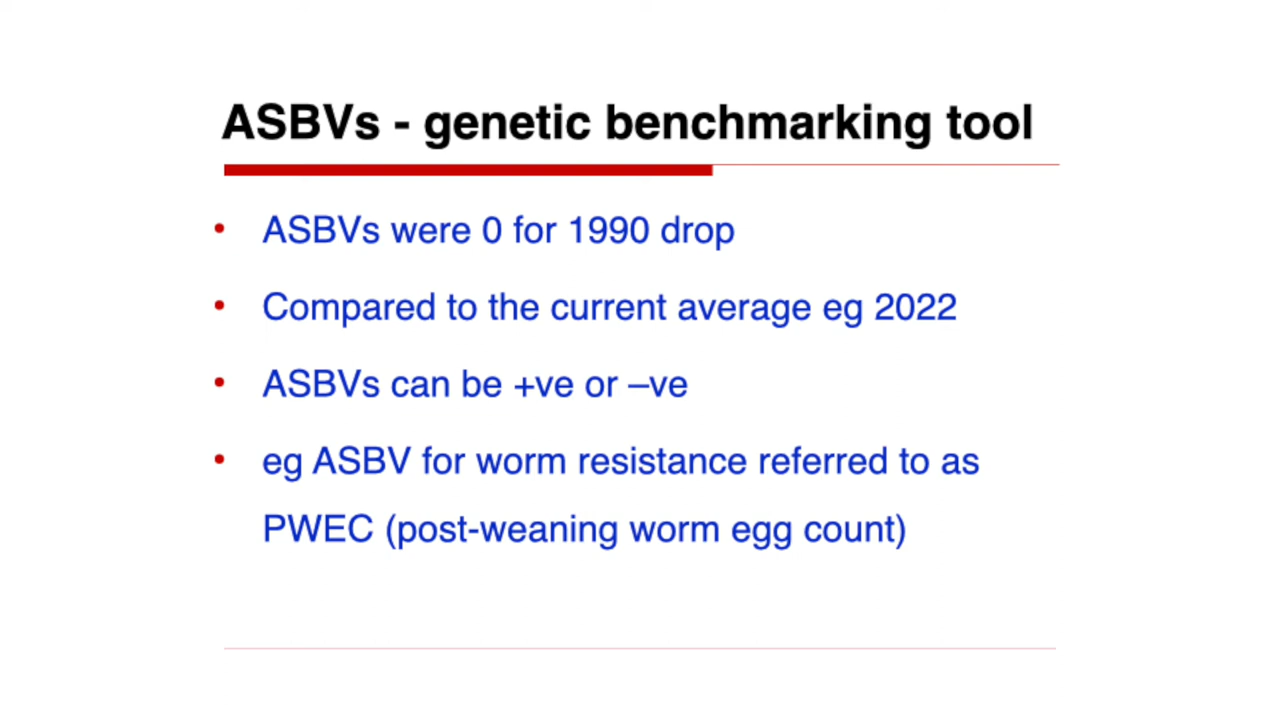 ASBVs - genetic benchmarking tool
• ASBVs were 0 for 1990 drop
• Compared to the current average eg 2022
• ASBVs can be +ve or –ve
• eg ASBV for worm resistance referred to as
PWEC (post-weaning worm egg count)